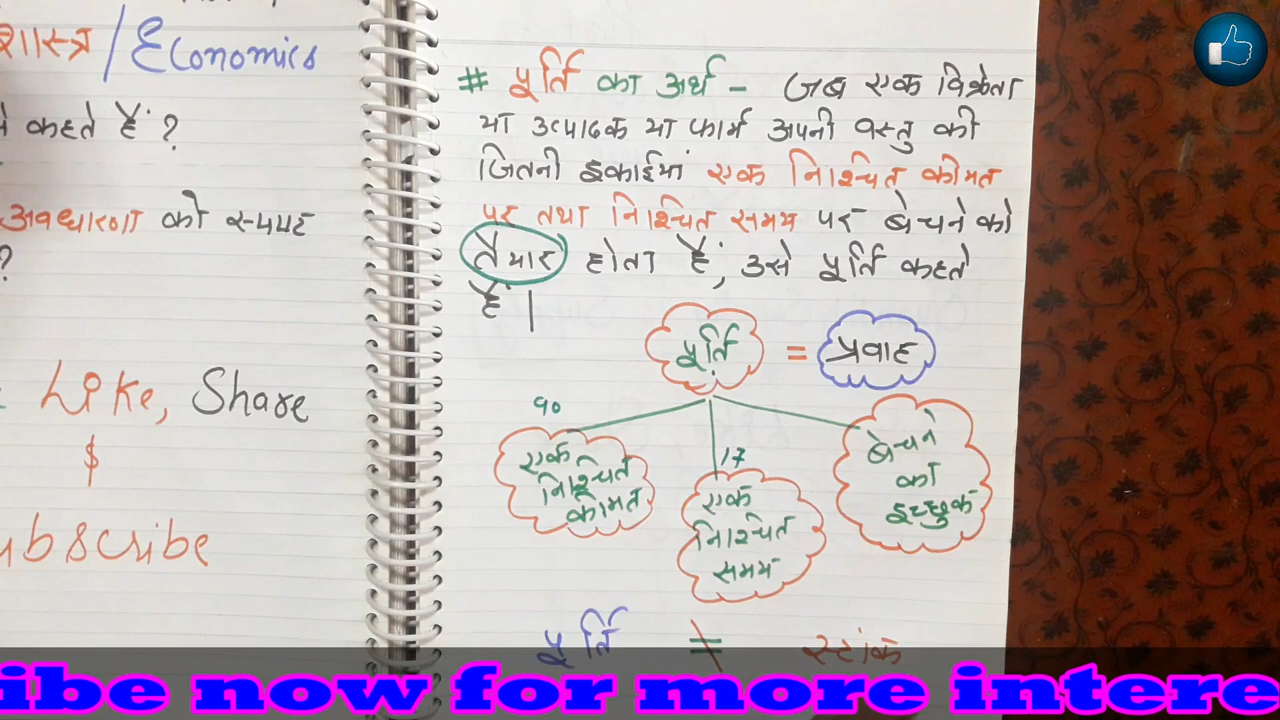 शास्त्र / Economics
कहते हैं ?
अवधारणा को स्पष्ट
?
Like, Share
$
ubscribe
# पूर्ति का अर्थ - जब एक विक्रेता
या उत्पादक या फार्म अपनी वस्तु की
जितनी इकाईयां एक निश्चित कीमत
पर तथा निश्चित समय पर बेचने को
तैयार होता हैं, उसे पूर्ति कहते
हैं |
पूर्ति = प्रवाह
90
एक
निश्चित
कीमत
17
एक
निश्चित
समय
बेचने
का
इच्छुक
पूर्ति ≠ स्टांक
ibe now for more intere